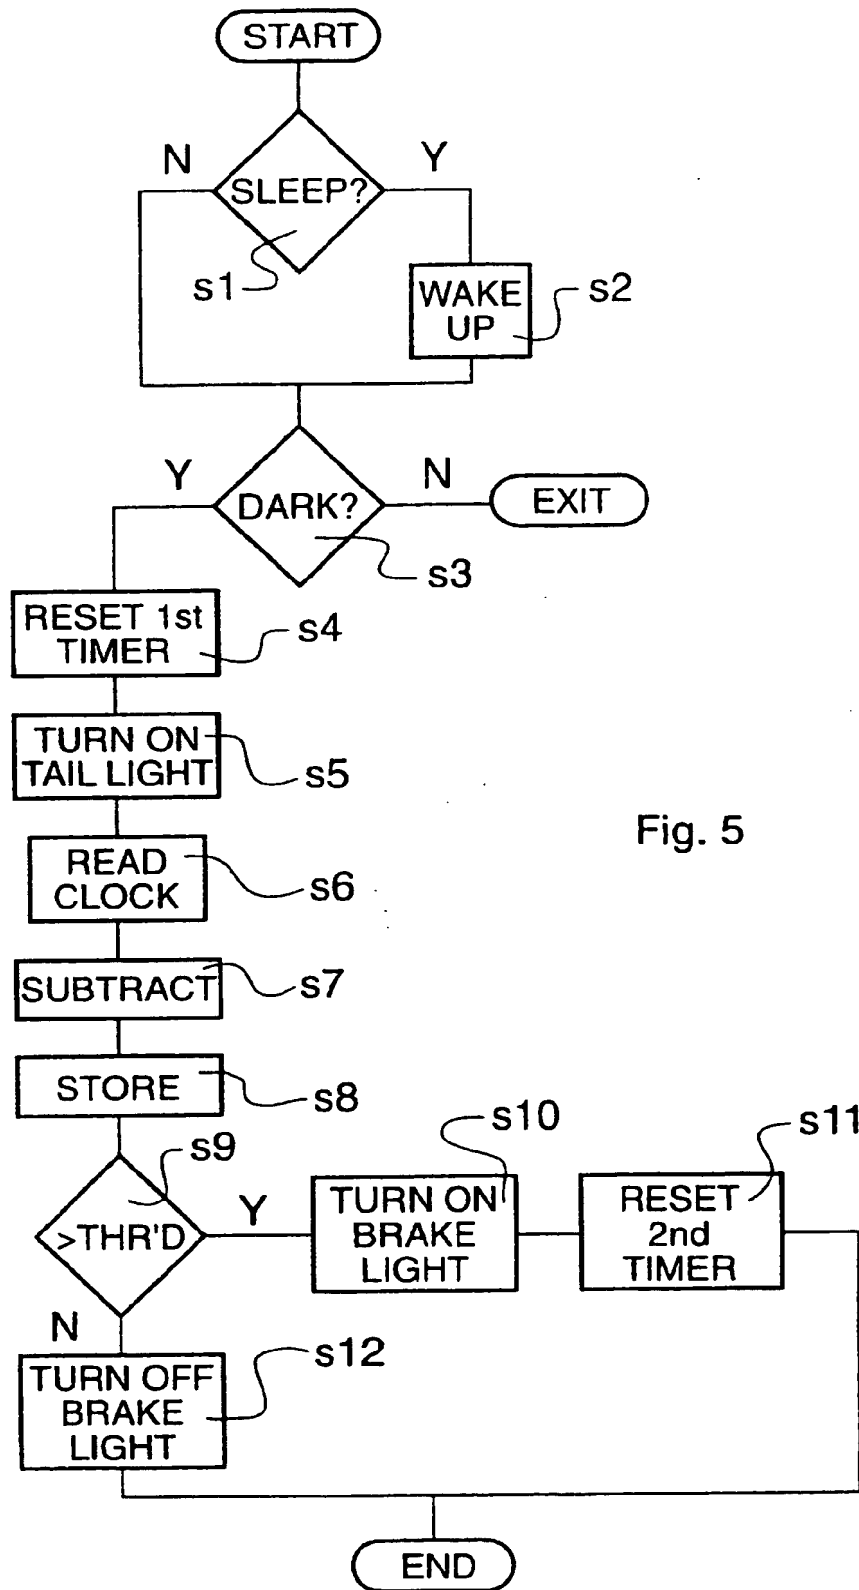 START
N
Y
SLEEP?
s1
WAKE
UP
s2
Y
N
DARK?
EXIT
s3
RESET 1st
TIMER
s4
TURN ON
TAIL LIGHT
s5
Fig. 5
READ
CLOCK
s6
SUBTRACT
s7
STORE
s8
s9
>THR'D
Y
s10
TURN ON
BRAKE
LIGHT
s11
RESET
2nd
TIMER
N
s12
TURN OFF
BRAKE
LIGHT
END